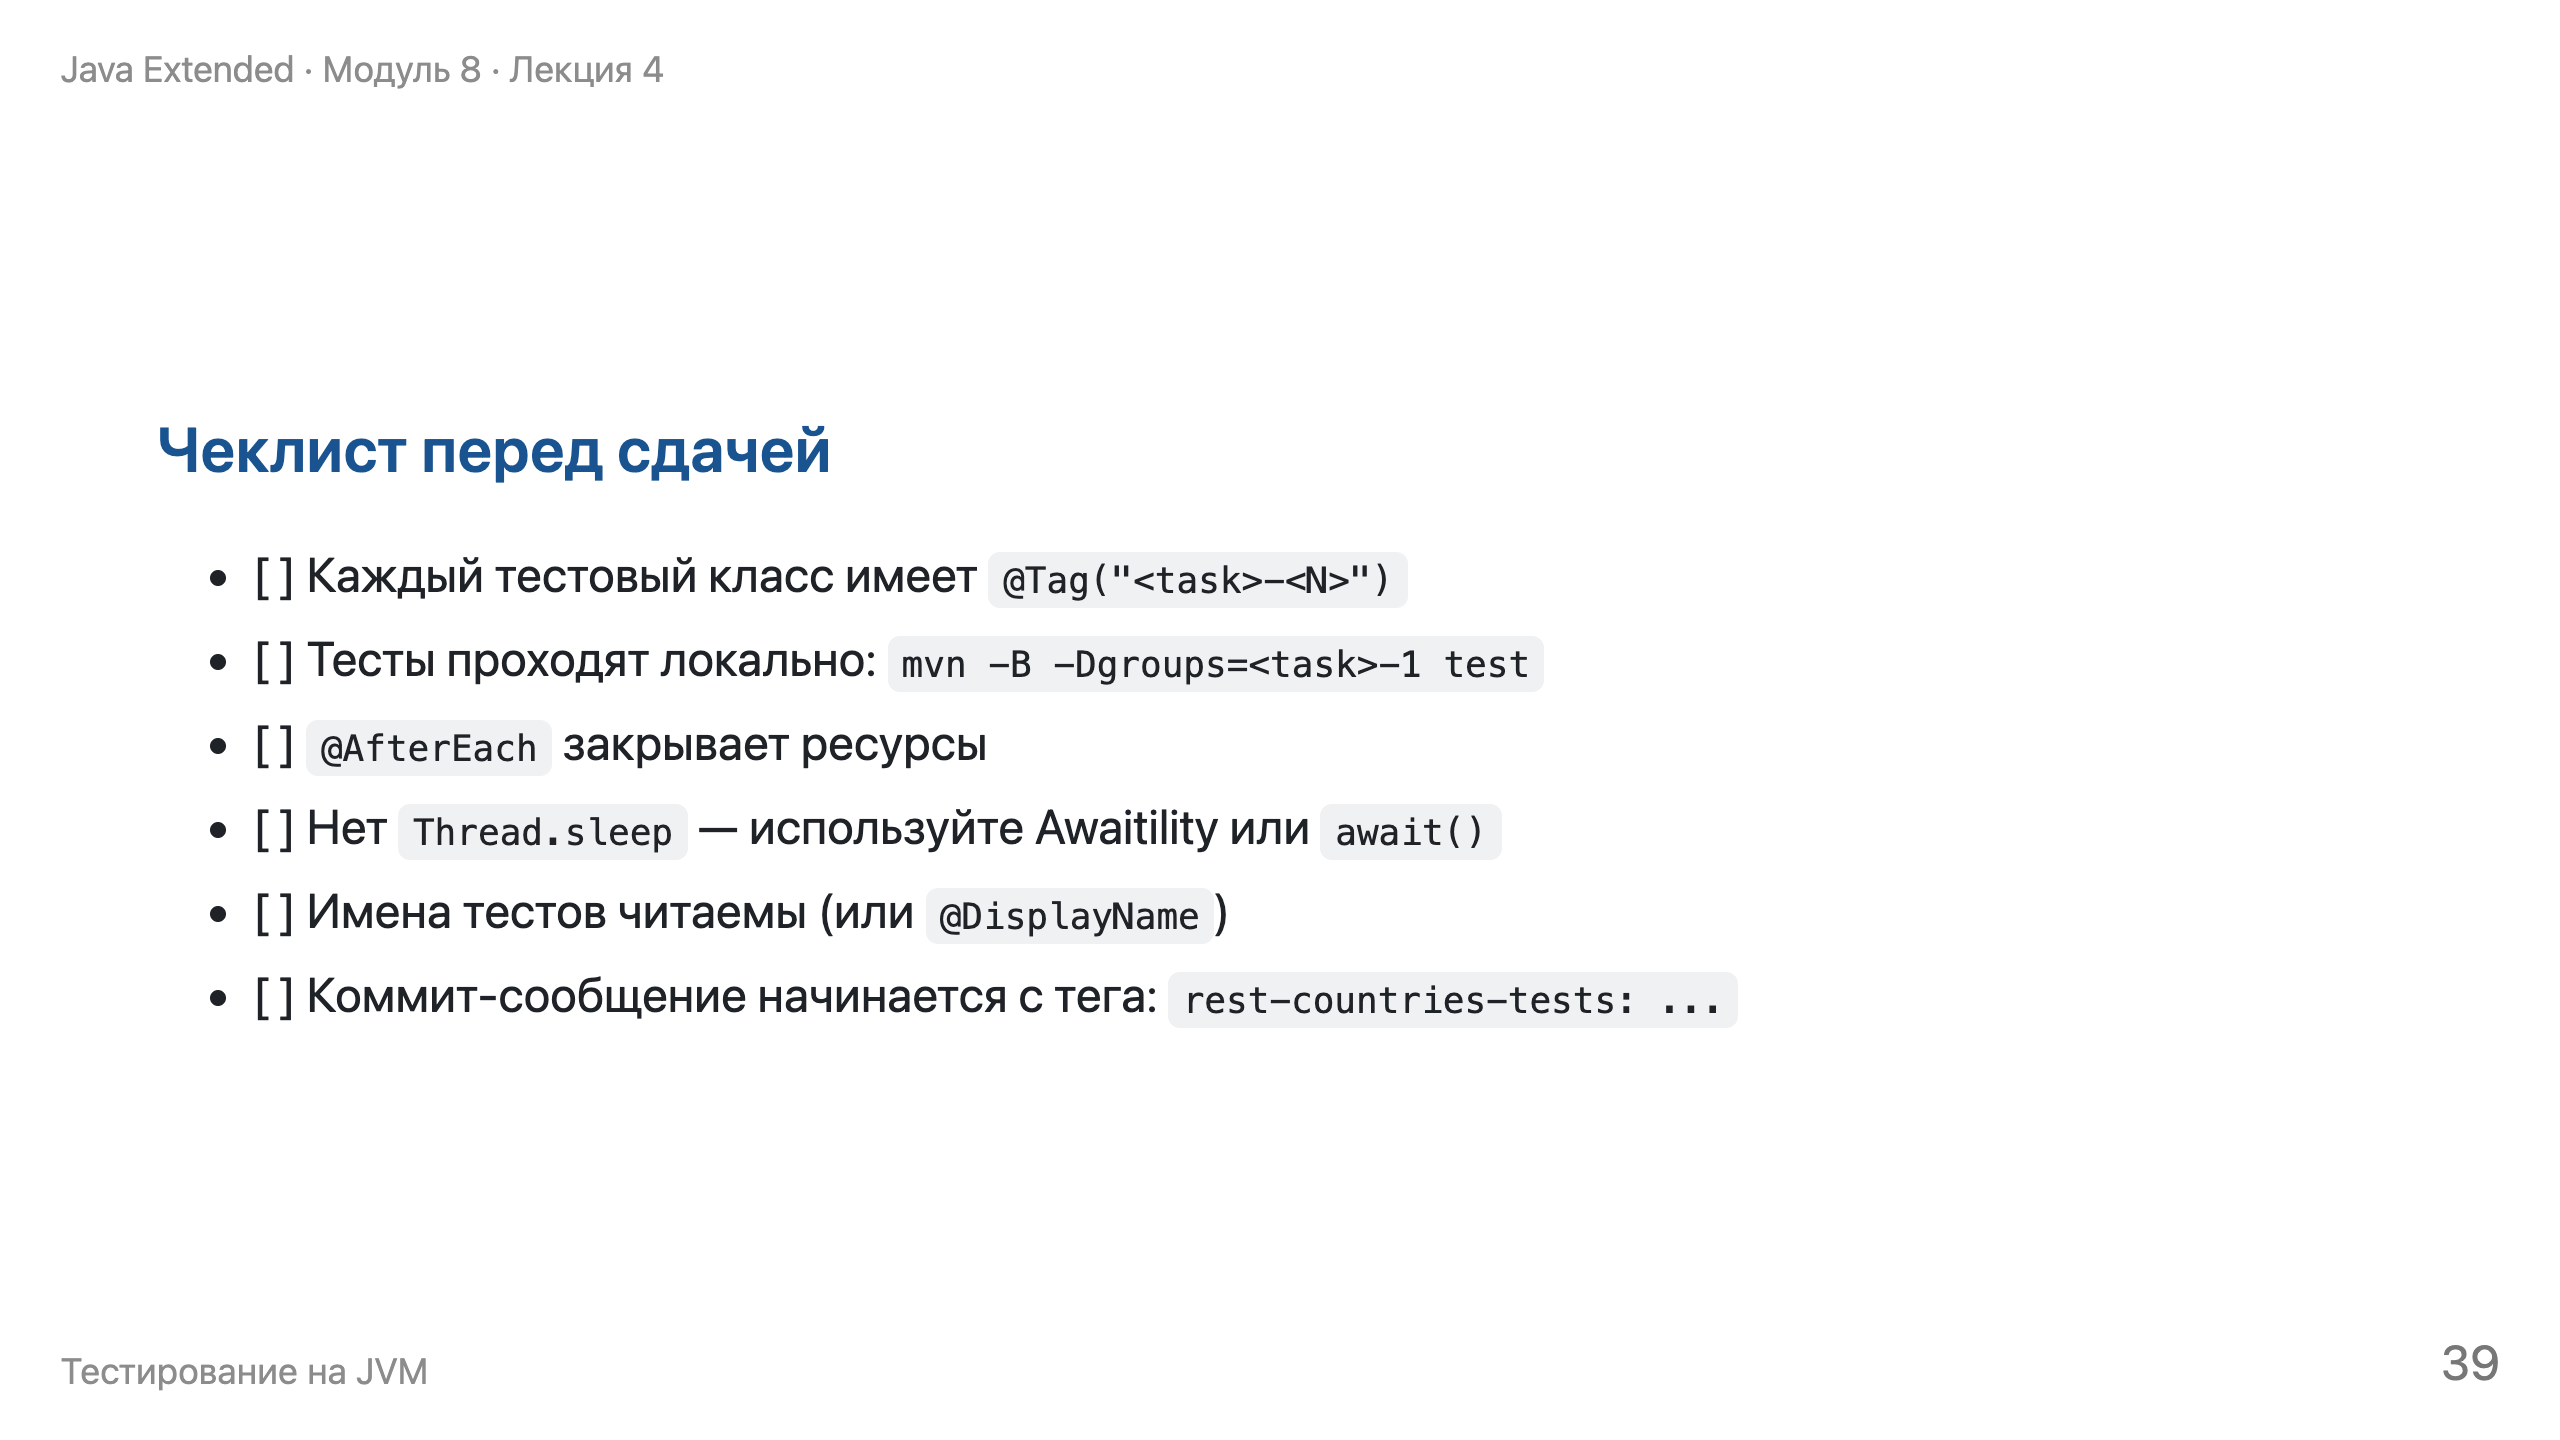 Java Extended · Модуль 8 · Лекция 4
Чеклист перед сдачей
• [ ] Каждый тестовый класс имеет @Tag("<task>-<N>")
• [ ] Тесты проходят локально: mvn -B -Dgroups=<task>-1 test
• [ ] @AfterEach закрывает ресурсы
• [ ] Нет Thread.sleep — используйте Awaitility или await()
• [ ] Имена тестов читаемы (или @DisplayName)
• [ ] Коммит-сообщение начинается с тега: rest-countries-tests: ...
Тестирование на JVM
39